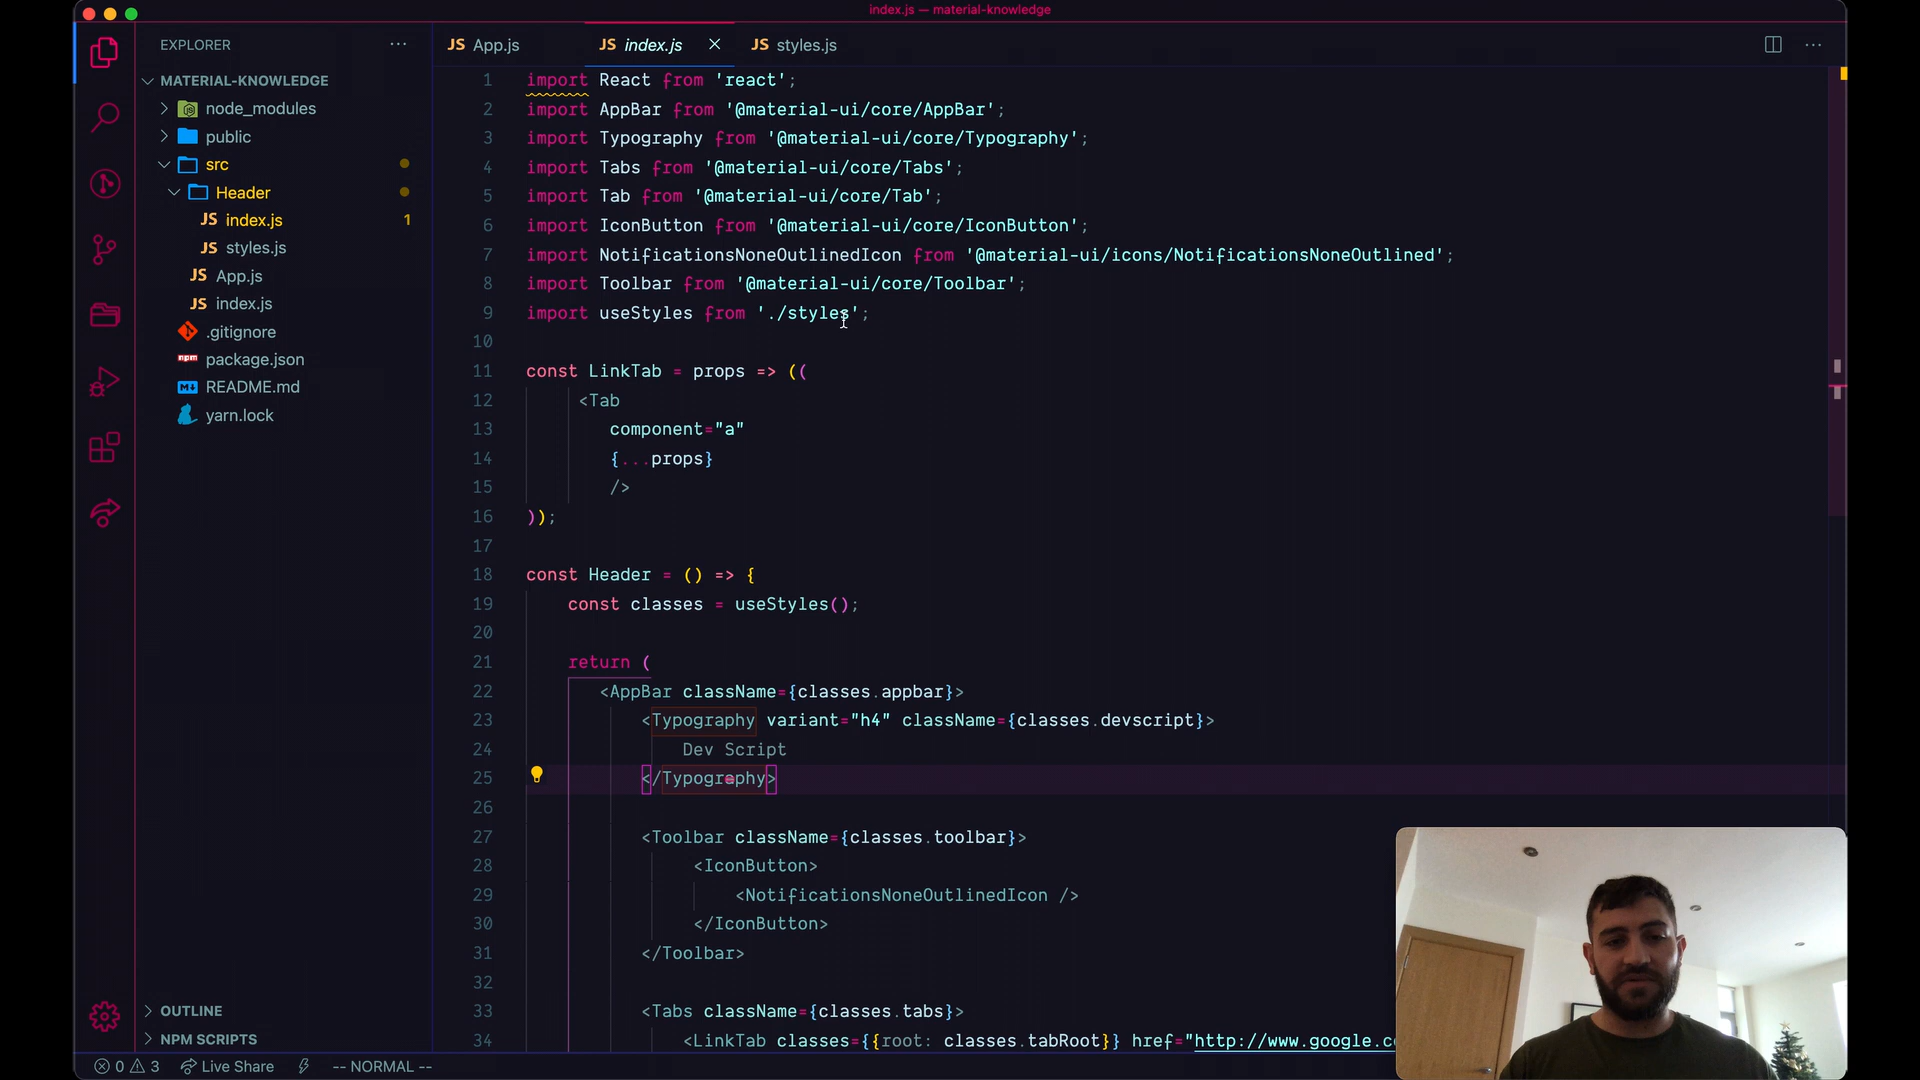 index.js — material-knowledge
EXPLORER
MATERIAL-KNOWLEDGE
node_modules
public
src
Header
JS index.js 1
JS styles.js
JS App.js
JS index.js
.gitignore
npm package.json
README.md
yarn.lock
OUTLINE
NPM SCRIPTS
JS App.js
JS index.js
JS styles.js
1 import React from 'react';
2 import AppBar from '@material-ui/core/AppBar';
3 import Typography from '@material-ui/core/Typography';
4 import Tabs from '@material-ui/core/Tabs';
5 import Tab from '@material-ui/core/Tab';
6 import IconButton from '@material-ui/core/IconButton';
7 import NotificationsNoneOutlinedIcon from '@material-ui/icons/NotificationsNoneOutlined';
8 import Toolbar from '@material-ui/core/Toolbar';
9 import useStyles from './styles';
10
11 const LinkTab = props => ((
12 <Tab
13 component="a"
14 {...props}
15 />
16 ));
17
18 const Header = () => {
19 const classes = useStyles();
20
21 return (
22 <AppBar className={classes.appbar}>
23 <Typography variant="h4" className={classes.devscript}>
24 Dev Script
25 </Typography>
26
27 <Toolbar className={classes.toolbar}>
28 <IconButton>
29 <NotificationsNoneOutlinedIcon />
30 </IconButton>
31 </Toolbar>
32
33 <Tabs className={classes.tabs}>
34 <LinkTab classes={{root: classes.tabRoot}} href="http://www.google.c
0 3 Live Share -- NORMAL --